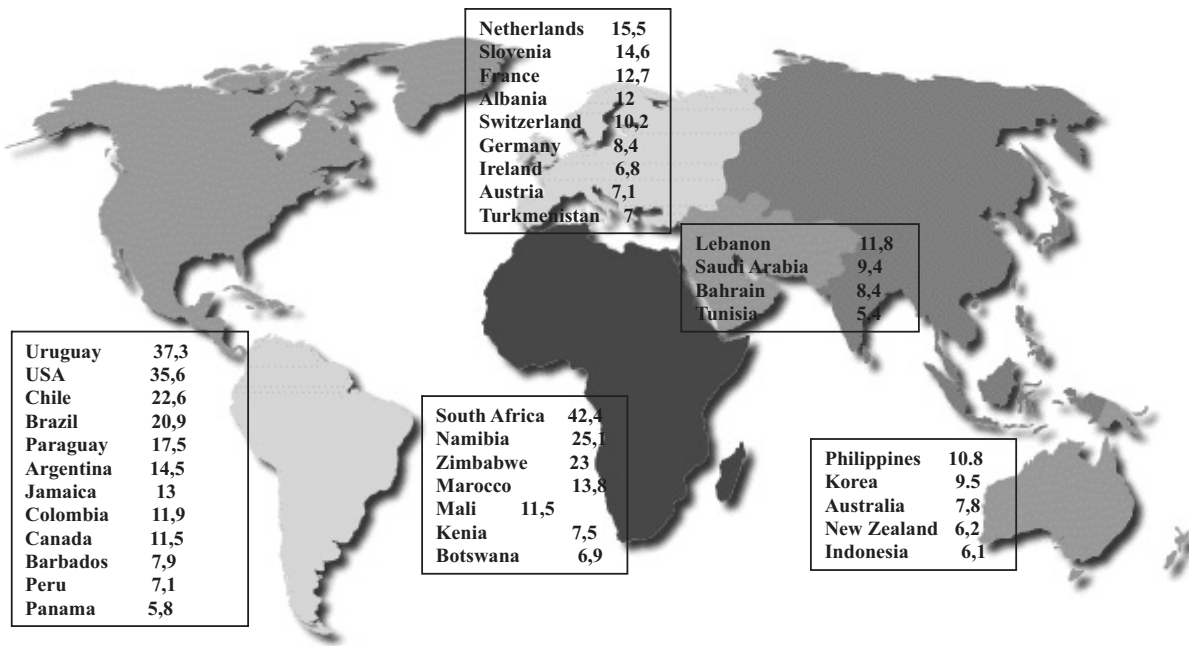 Netherlands 15,5
Slovenia 14,6
France 12,7
Albania 12
Switzerland 10,2
Germany 8,4
Ireland 6,8
Austria 7,1
Turkmenistan 7
Lebanon 11,8
Saudi Arabia 9,4
Bahrain 8,4
Tunisia 5,4
Uruguay 37,3
USA 35,6
Chile 22,6
Brazil 20,9
Paraguay 17,5
Argentina 14,5
Jamaica 13
Colombia 11,9
Canada 11,5
Barbados 7,9
Peru 7,1
Panama 5,8
South Africa 42,4
Namibia 25,1
Zimbabwe 23
Marocco 13,8
Mali 11,5
Kenia 7,5
Botswana 6,9
Philippines 10.8
Korea 9.5
Australia 7,8
New Zealand 6,2
Indonesia 6,1